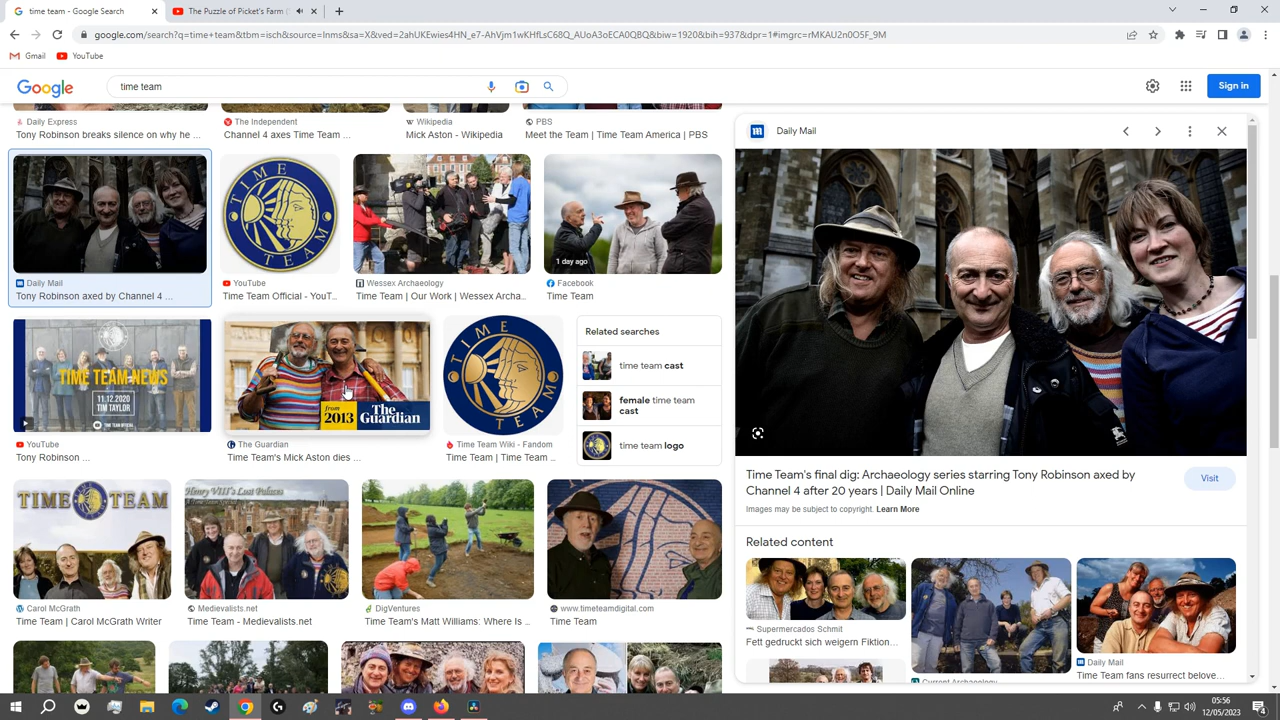 time team - Google Search
The Puzzle of Picket's Farm (
google.com/search?q=time+team&tbm=isch&source=lnms&sa=X&ved=2ahUKEwies4HN_e7-AhVjm1wKHfLsC68Q_AUoA3oECA0QBQ&biw=1920&bih=937&dpr=1#imgrc=rMKAU2n0O5F_9M
Gmail
YouTube
Google
time team
Sign in
Daily Express
Tony Robinson breaks silence on why he ...
The Independent
Channel 4 axes Time Team ...
Wikipedia
Mick Aston - Wikipedia
PBS
Meet the Team | Time Team America | PBS
Daily Mail
Tony Robinson axed by Channel 4 ...
TIME TEAM
YouTube
Time Team Official - YouT...
Wessex Archaeology
Time Team | Our Work | Wessex Archa...
1 day ago
Facebook
Time Team
TIME TEAM NEWS
11.12.2020
TIM TAYLOR
TIME TEAM OFFICIAL
YouTube
Tony Robinson ...
from
2013
The
Guardian
The Guardian
Time Team's Mick Aston dies ...
TIME TEAM
Time Team Wiki - Fandom
Time Team | Time Team ...
Related searches
time team cast
female time team
cast
time team logo
TIME TEAM
Carol McGrath
Time Team | Carol McGrath Writer
Henry VIII's Lost Palaces
Medievalists.net
Time Team - Medievalists.net
DigVentures
Time Team's Matt Williams: Where Is ...
www.timeteamdigital.com
Time Team
Daily Mail
Time Team's final dig: Archaeology series starring Tony Robinson axed by
Channel 4 after 20 years | Daily Mail Online
Visit
Images may be subject to copyright. Learn More
Related content
Supermercados Schmit
Fett gedruckt sich weigern Fiktion...
Current Archaeology
Daily Mail
Time Team fans resurrect belove...
05:56
12/05/2023